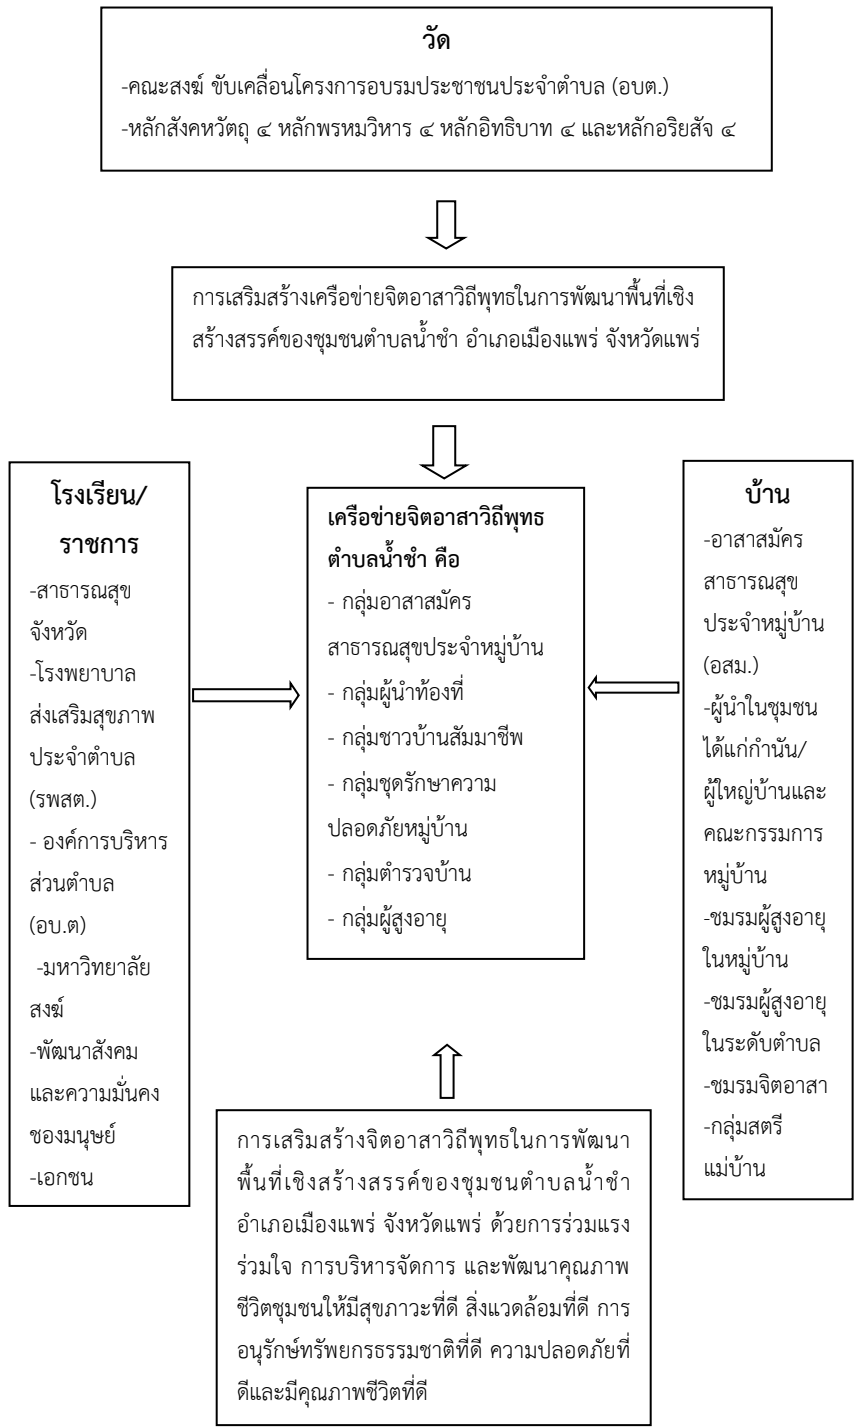 วัด
-คณะสงฆ์ ขับเคลื่อนโครงการอบรมประชาชนประจำตำบล (อบต.)
-หลักสังคหวัตถุ ๔ หลักพรหมวิหาร ๔ หลักอิทธิบาท ๔ และหลักอริยสัจ ๔
การเสริมสร้างเครือข่ายจิตอาสาวิถีพุทธในการพัฒนาพื้นที่เชิง
สร้างสรรค์ของชุมชนตำบลน้ำชำ อำเภอเมืองแพร่ จังหวัดแพร่
โรงเรียน/
ราชการ
-สาธารณสุข
จังหวัด
-โรงพยาบาล
ส่งเสริมสุขภาพ
ประจำตำบล
(รพสต.)
- องค์การบริหาร
ส่วนตำบล
(อบ.ต)
-มหาวิทยาลัย
สงฆ์
-พัฒนาสังคม
และความมั่นคง
ชองมนุษย์
-เอกชน
เครือข่ายจิตอาสาวิถีพุทธ
ตำบลน้ำชำ คือ
- กลุ่มอาสาสมัคร
สาธารณสุขประจำหมู่บ้าน
- กลุ่มผู้นำท้องที่
- กลุ่มชาวบ้านสัมมาชีพ
- กลุ่มชุดรักษาความ
ปลอดภัยหมู่บ้าน
- กลุ่มตำรวจบ้าน
- กลุ่มผู้สูงอายุ
บ้าน
-อาสาสมัคร
สาธารณสุข
ประจำหมู่บ้าน
(อสม.)
-ผู้นำในชุมชน
ได้แก่กำนัน/
ผู้ใหญ่บ้านและ
คณะกรรมการ
หมู่บ้าน
-ชมรมผู้สูงอายุ
ในหมู่บ้าน
-ชมรมผู้สูงอายุ
ในระดับตำบล
-ชมรมจิตอาสา
-กลุ่มสตรี
แม่บ้าน
การเสริมสร้างจิตอาสาวิถีพุทธในการพัฒนา
พื้นที่เชิงสร้างสรรค์ของชุมชนตำบลน้ำชำ
อำเภอเมืองแพร่ จังหวัดแพร่ ด้วยการร่วมแรง
ร่วมใจ การบริหารจัดการ และพัฒนาคุณภาพ
ชีวิตชุมชนให้มีสุขภาวะที่ดี สิ่งแวดล้อมที่ดี การ
อนุรักษ์ทรัพยกรธรรมชาติที่ดี ความปลอดภัยที่
ดีและมีคุณภาพชีวิตที่ดี